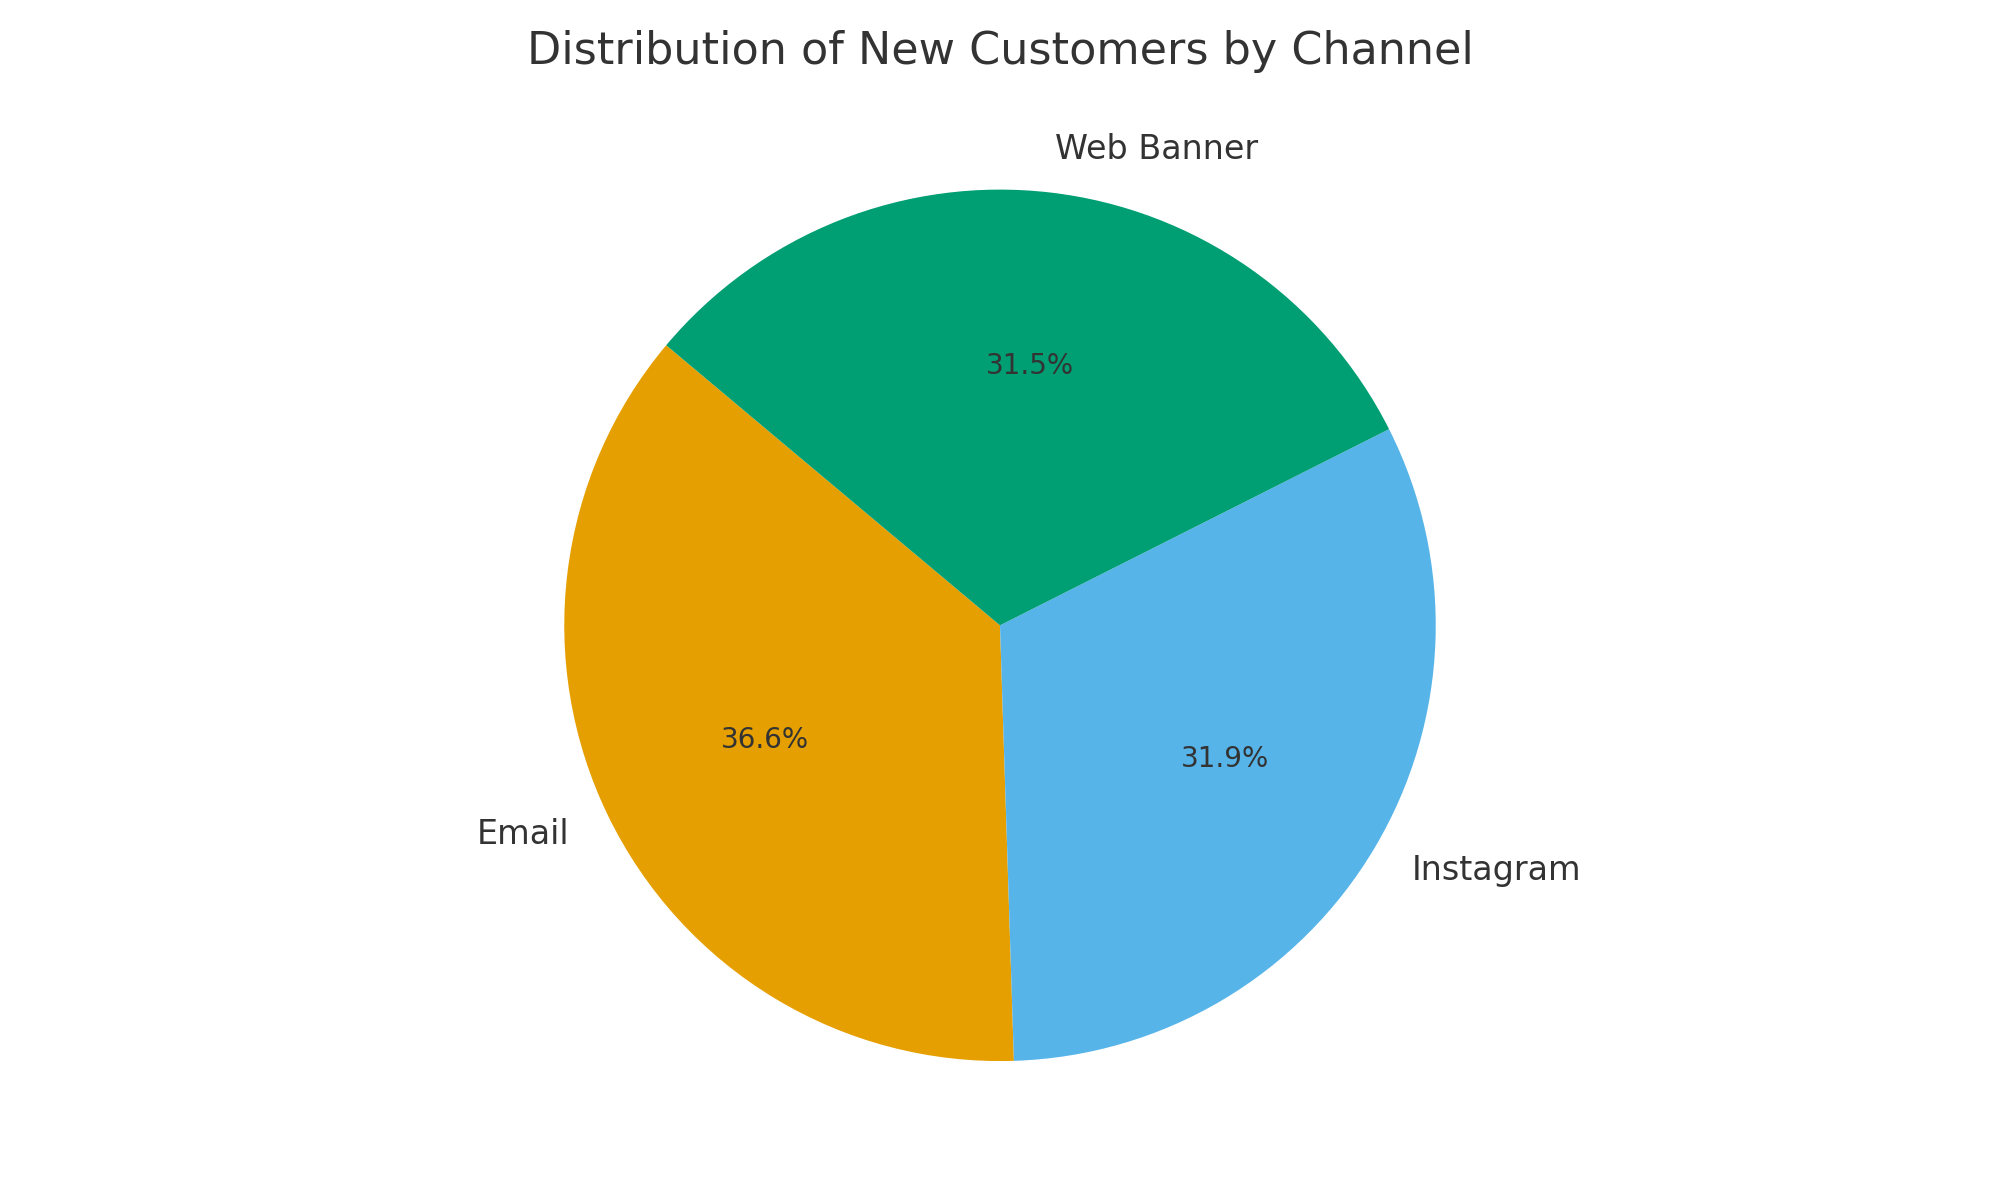 Distribution of New Customers by Channel
Web Banner
31.5%
36.6%
31.9%
Email
Instagram